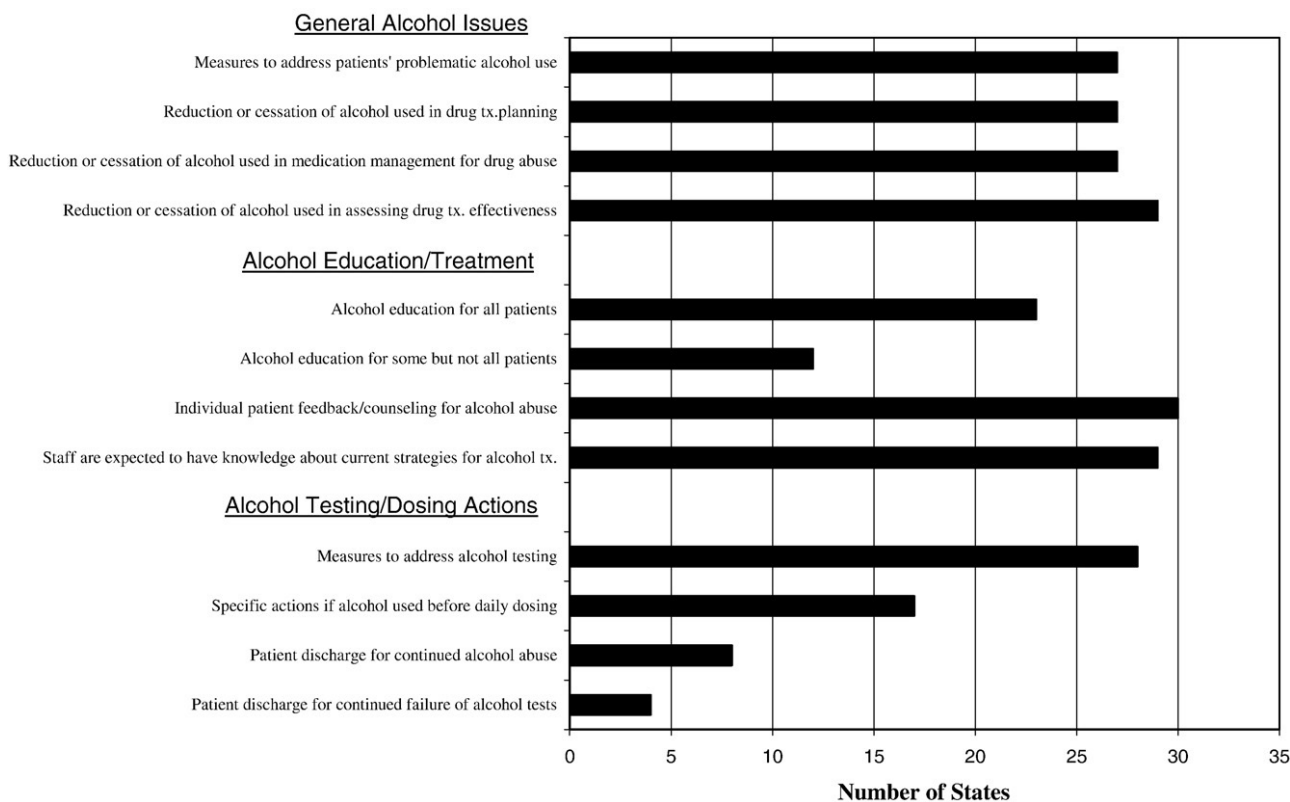 General Alcohol Issues
Measures to address patients' problematic alcohol use
Reduction or cessation of alcohol used in drug tx.planning
Reduction or cessation of alcohol used in medication management for drug abuse
Reduction or cessation of alcohol used in assessing drug tx. effectiveness
Alcohol Education/Treatment
Alcohol education for all patients
Alcohol education for some but not all patients
Individual patient feedback/counseling for alcohol abuse
Staff are expected to have knowledge about current strategies for alcohol tx.
Alcohol Testing/Dosing Actions
Measures to address alcohol testing
Specific actions if alcohol used before daily dosing
Patient discharge for continued alcohol abuse
Patient discharge for continued failure of alcohol tests
0 5 10 15 20 25 30 35
Number of States